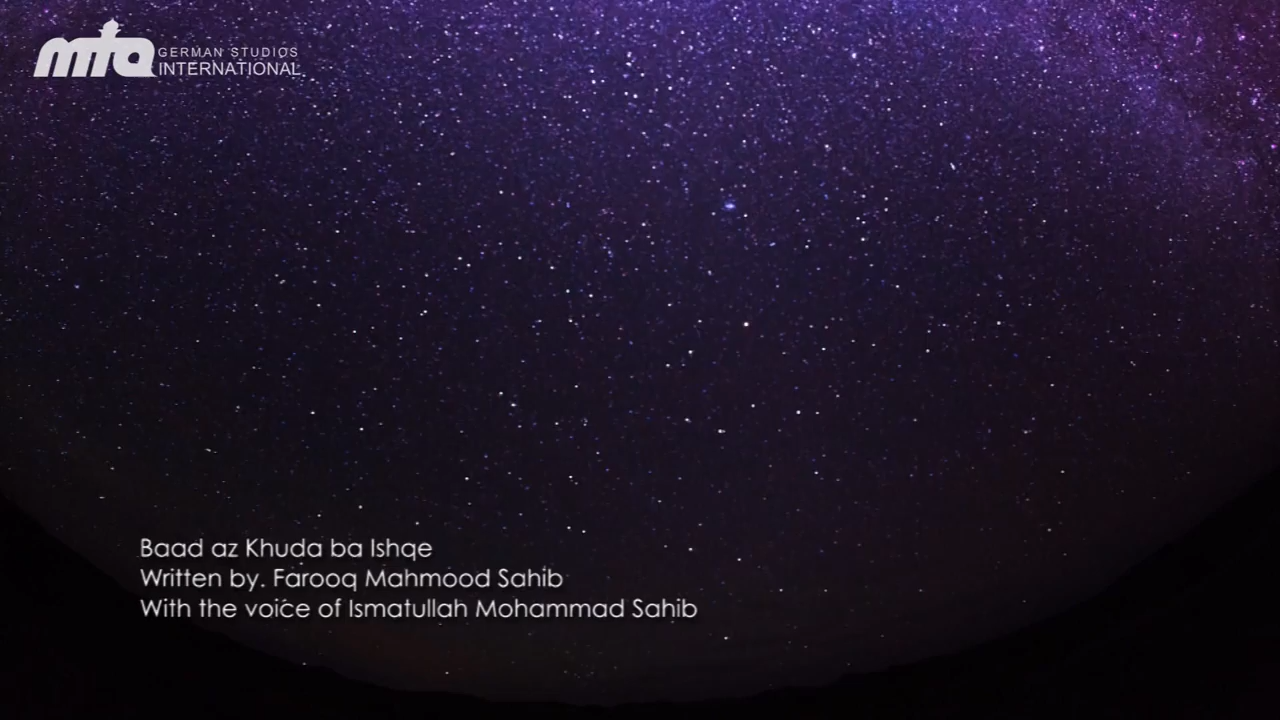 mta GERMAN STUDIOS
INTERNATIONAL
Baad az Khuda ba Ishqe
Written by. Farooq Mahmood Sahib
With the voice of Ismatullah Mohammad Sahib